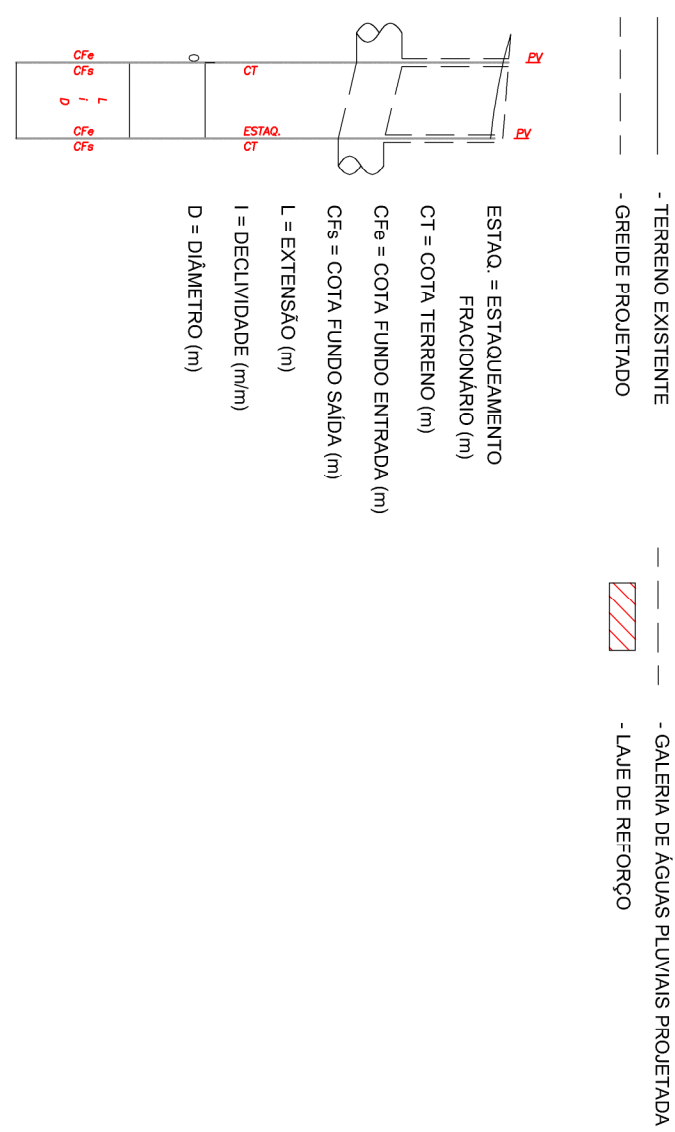 - TERRENO EXISTENTE
- GREIDE PROJETADO
- GALERIA DE ÁGUAS PLUVIAIS PROJETADA
- LAJE DE REFORÇO
PV
PV
CT
ESTAQ.
CT
O
CFe
CFs
L
i
D
CFe
CFs
ESTAQ. = ESTAQUEAMENTO
FRACIONÁRIO (m)
CT = COTA TERRENO (m)
CFe = COTA FUNDO ENTRADA (m)
CFs = COTA FUNDO SAÍDA (m)
L = EXTENSÃO (m)
I = DECLIVIDADE (m/m)
D = DIÂMETRO (m)